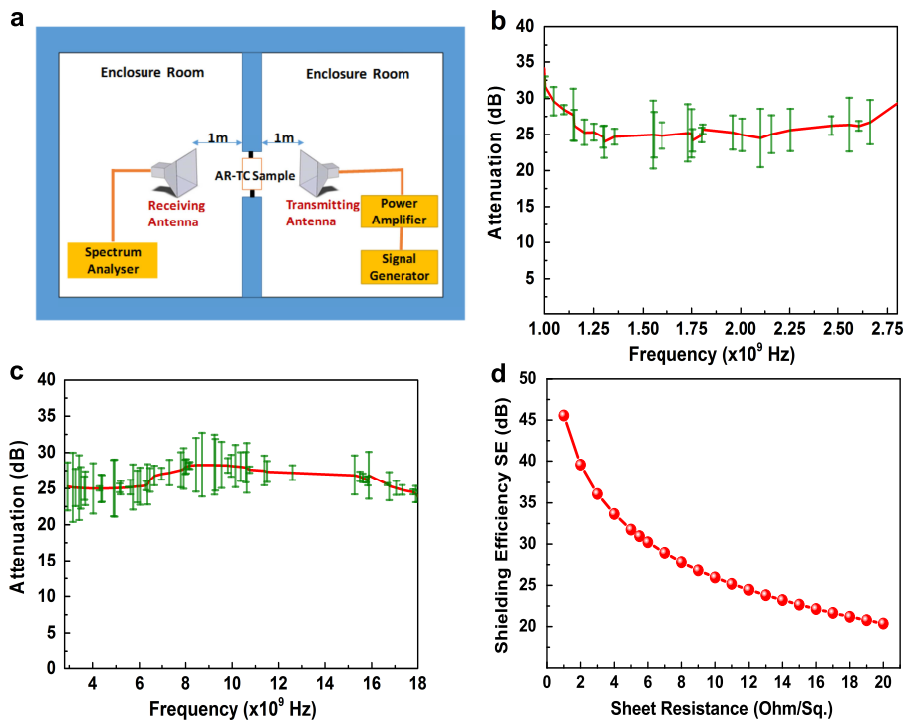 a
Enclosure Room
Enclosure Room
1m
1m
AR-TC Sample
Receiving
Antenna
Transmitting
Antenna
Power
Amplifier
Spectrum
Analyser
Signal
Generator
b
40
35
30
25
20
15
10
5
Attenuation (dB)
1.00 1.25 1.50 1.75 2.00 2.25 2.50 2.75
Frequency (x10⁹ Hz)
c
40
35
30
25
20
15
10
5
0
Attenuation (dB)
4 6 8 10 12 14 16 18
Frequency (x10⁹ Hz)
d
50
45
40
35
30
25
20
Shielding Efficiency SE (dB)
0 2 4 6 8 10 12 14 16 18 20
Sheet Resistance (Ohm/Sq.)